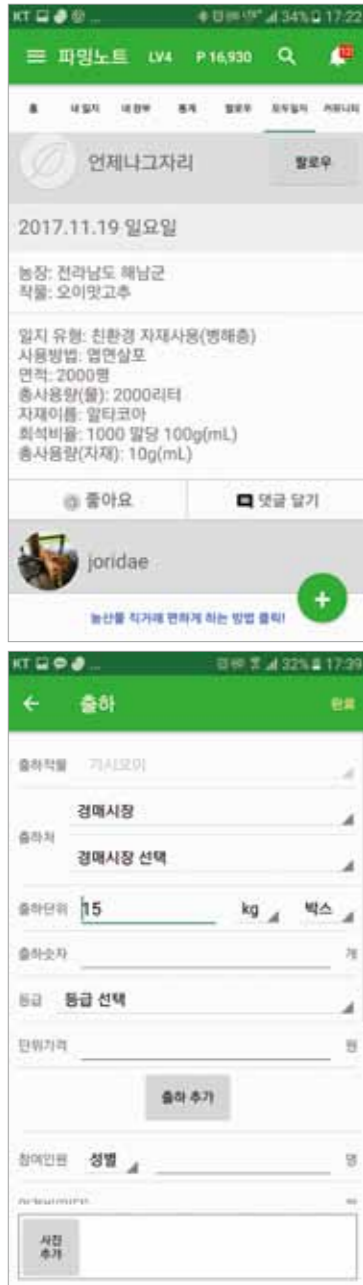 KT
34% 17:22
파밍노트 LV4 P 16,930
홈 내 일지 내 장부 통계 팔로우 모두일지 커뮤니티
언제나그자리 팔로우
2017.11.19 일요일
농장: 전라남도 해남군
작물: 오이맛고추
일지 유형: 친환경 자재사용(병해충)
사용방법: 엽면살포
면적: 2000평
총사용량(물): 2000리터
자재이름: 알타코아
희석비율: 1000 말당 100g(mL)
총사용량(자재): 10g(mL)
좋아요 댓글 달기
joridae
농산물 직거래 편하게 하는 방법 클릭!
KT
32% 17:39
출하 완료
출하작물 가시오이
출하처 경매시장
경매시장 선택
출하단위 15 kg 박스
출하숫자 개
등급 등급 선택
단위가격 원
출하 추가
참여인원 성별 명
사진
추가